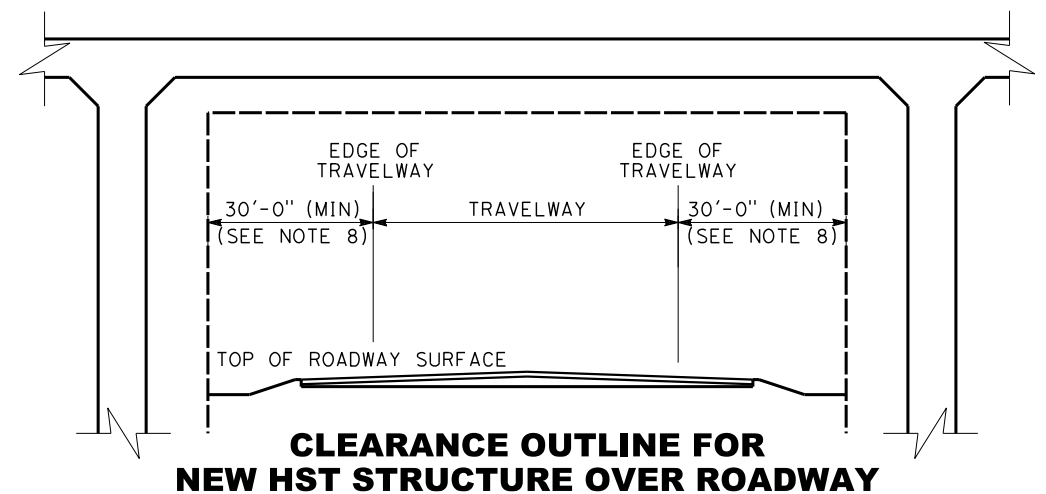 EDGE OF
TRAVELWAY
EDGE OF
TRAVELWAY
30'-0" (MIN)
(SEE NOTE 8)
TRAVELWAY
30'-0" (MIN)
(SEE NOTE 8)
TOP OF ROADWAY SURFACE
CLEARANCE OUTLINE FOR
NEW HST STRUCTURE OVER ROADWAY